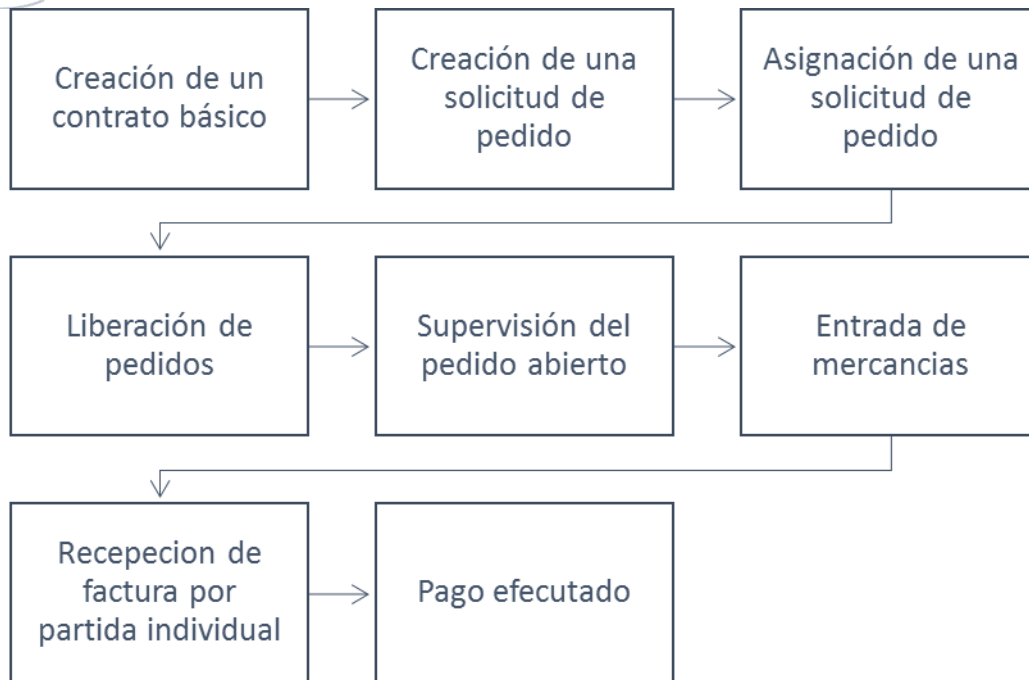 Creación de un
contrato básico
Creación de una
solicitud de
pedido
Asignación de una
solicitud de
pedido
Liberación de
pedidos
Supervisión del
pedido abierto
Entrada de
mercancias
Recepecion de
factura por
partida individual
Pago efecutado